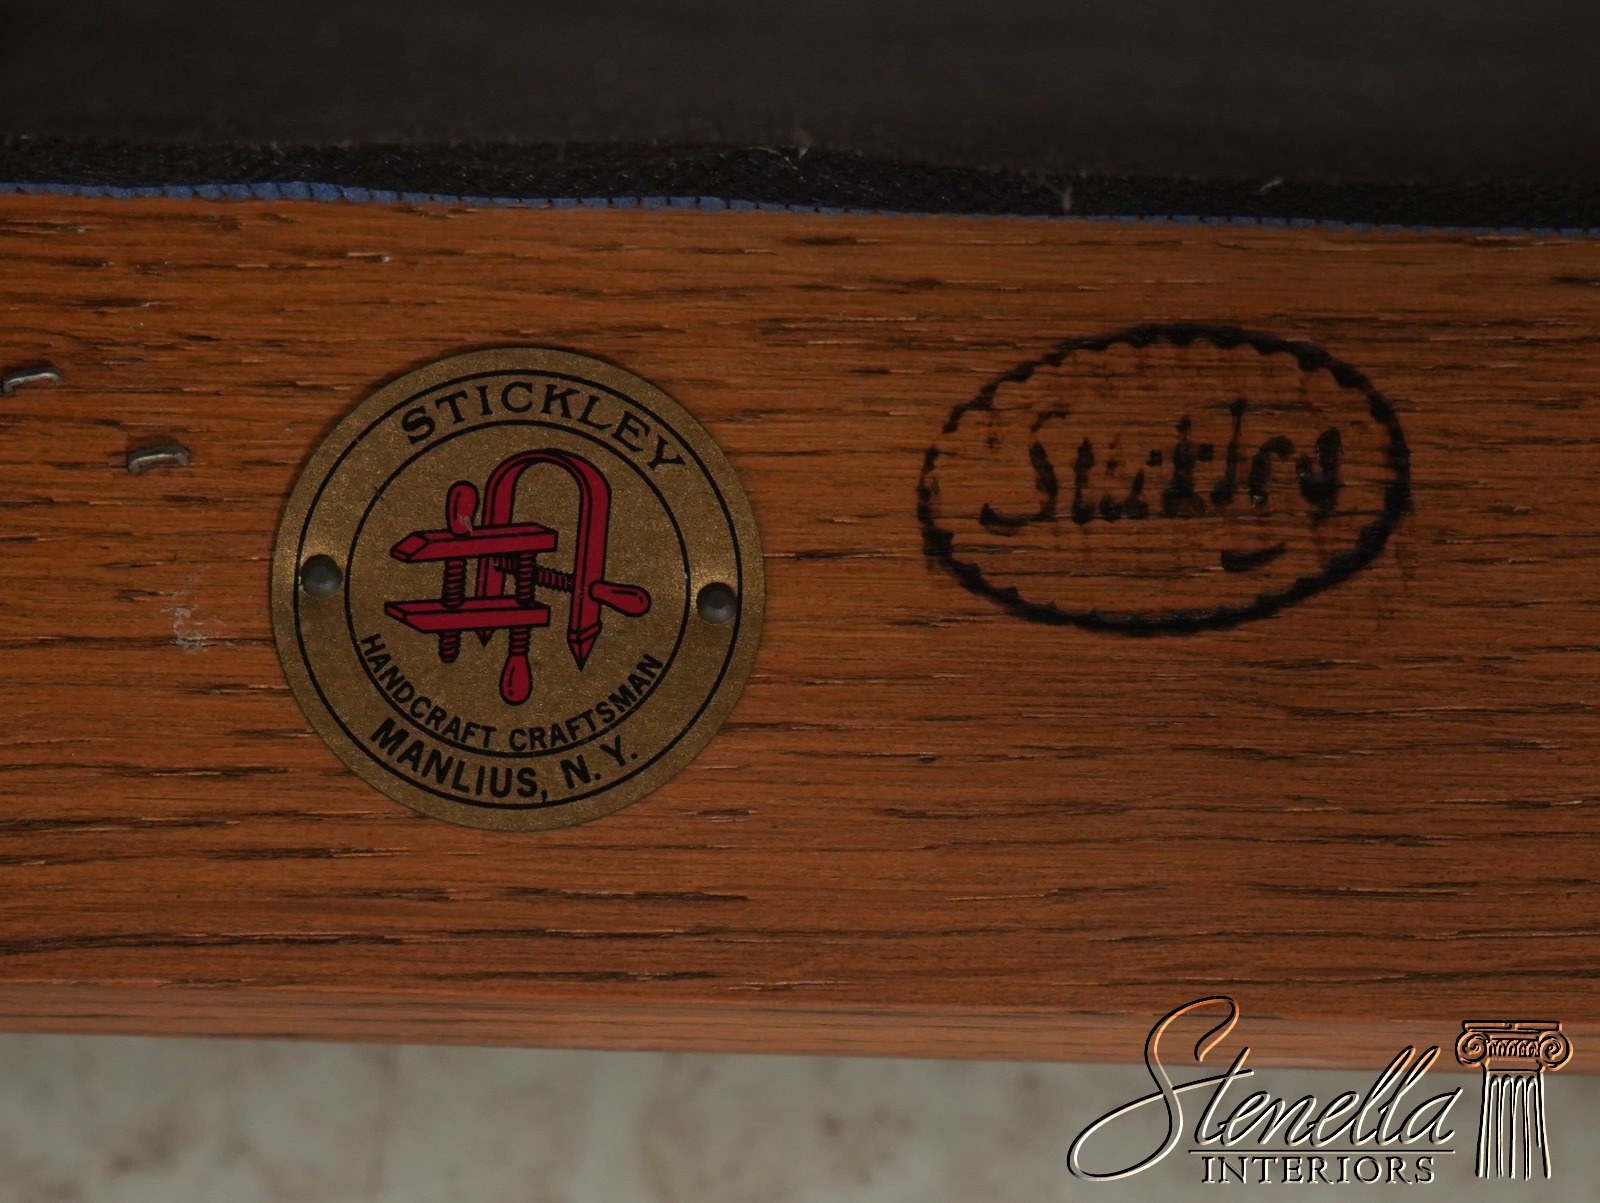 STICKLEY
HANDCRAFT CRAFTSMAN
MANLIUS, N.Y.
Stickley
Stenella
INTERIORS